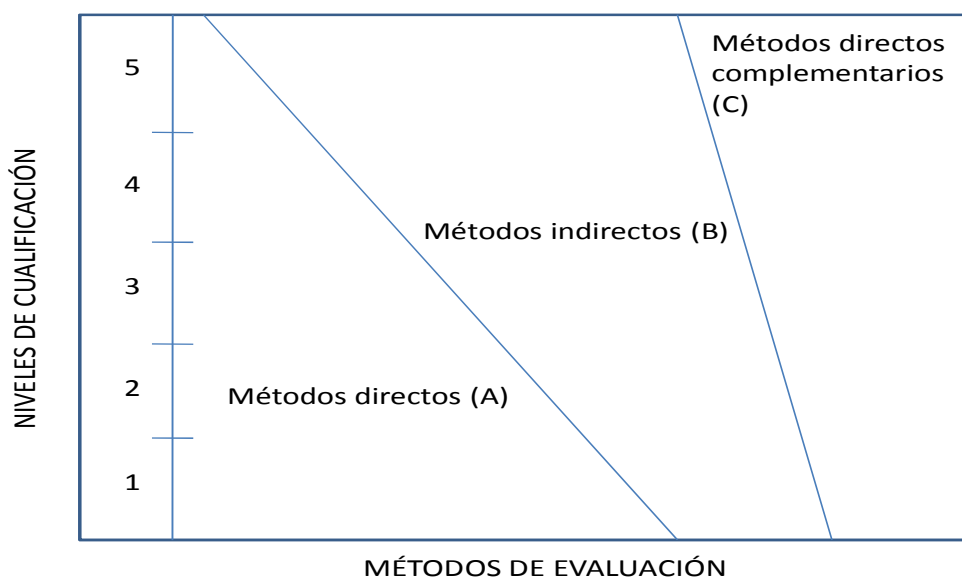 Métodos directos
complementarios
(C)
5
4
Métodos indirectos (B)
3
Métodos directos (A)
2
1
NIVELES DE CUALIFICACIÓN
MÉTODOS DE EVALUACIÓN